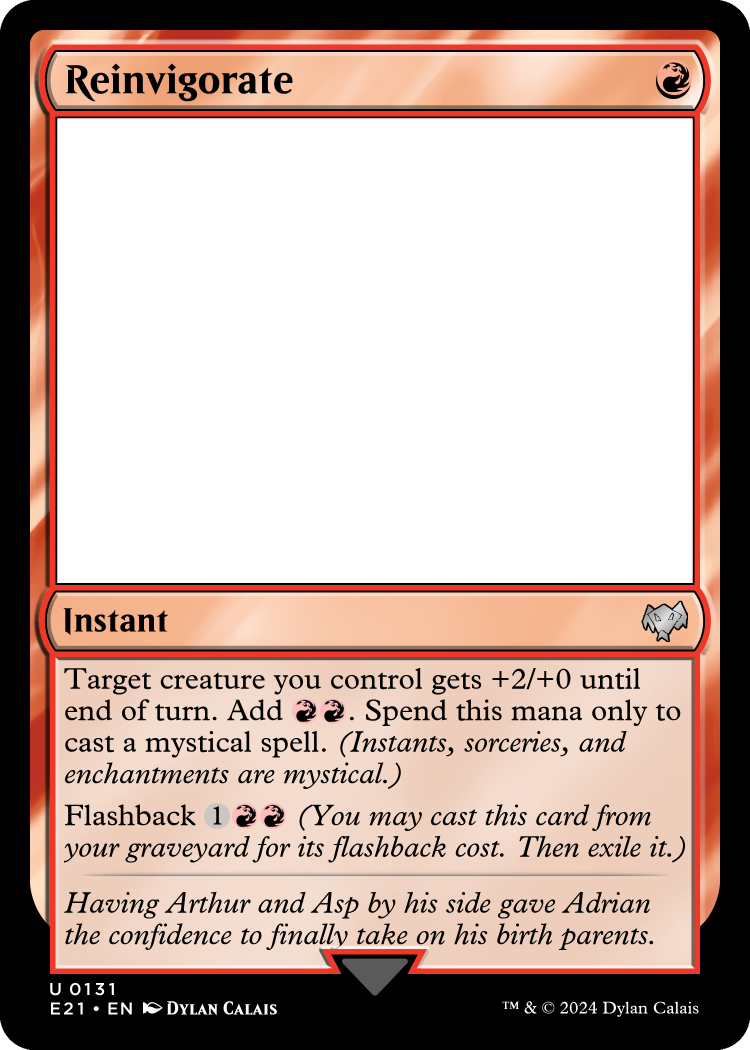 Reinvigorate
Instant
Target creature you control gets +2/+0 until
end of turn. Add . Spend this mana only to
cast a mystical spell. (Instants, sorceries, and
enchantments are mystical.)
Flashback 1 (You may cast this card from
your graveyard for its flashback cost. Then exile it.)
Having Arthur and Asp by his side gave Adrian
the confidence to finally take on his birth parents.
U 0131
E21 • EN Dylan Calais
™ & © 2024 Dylan Calais